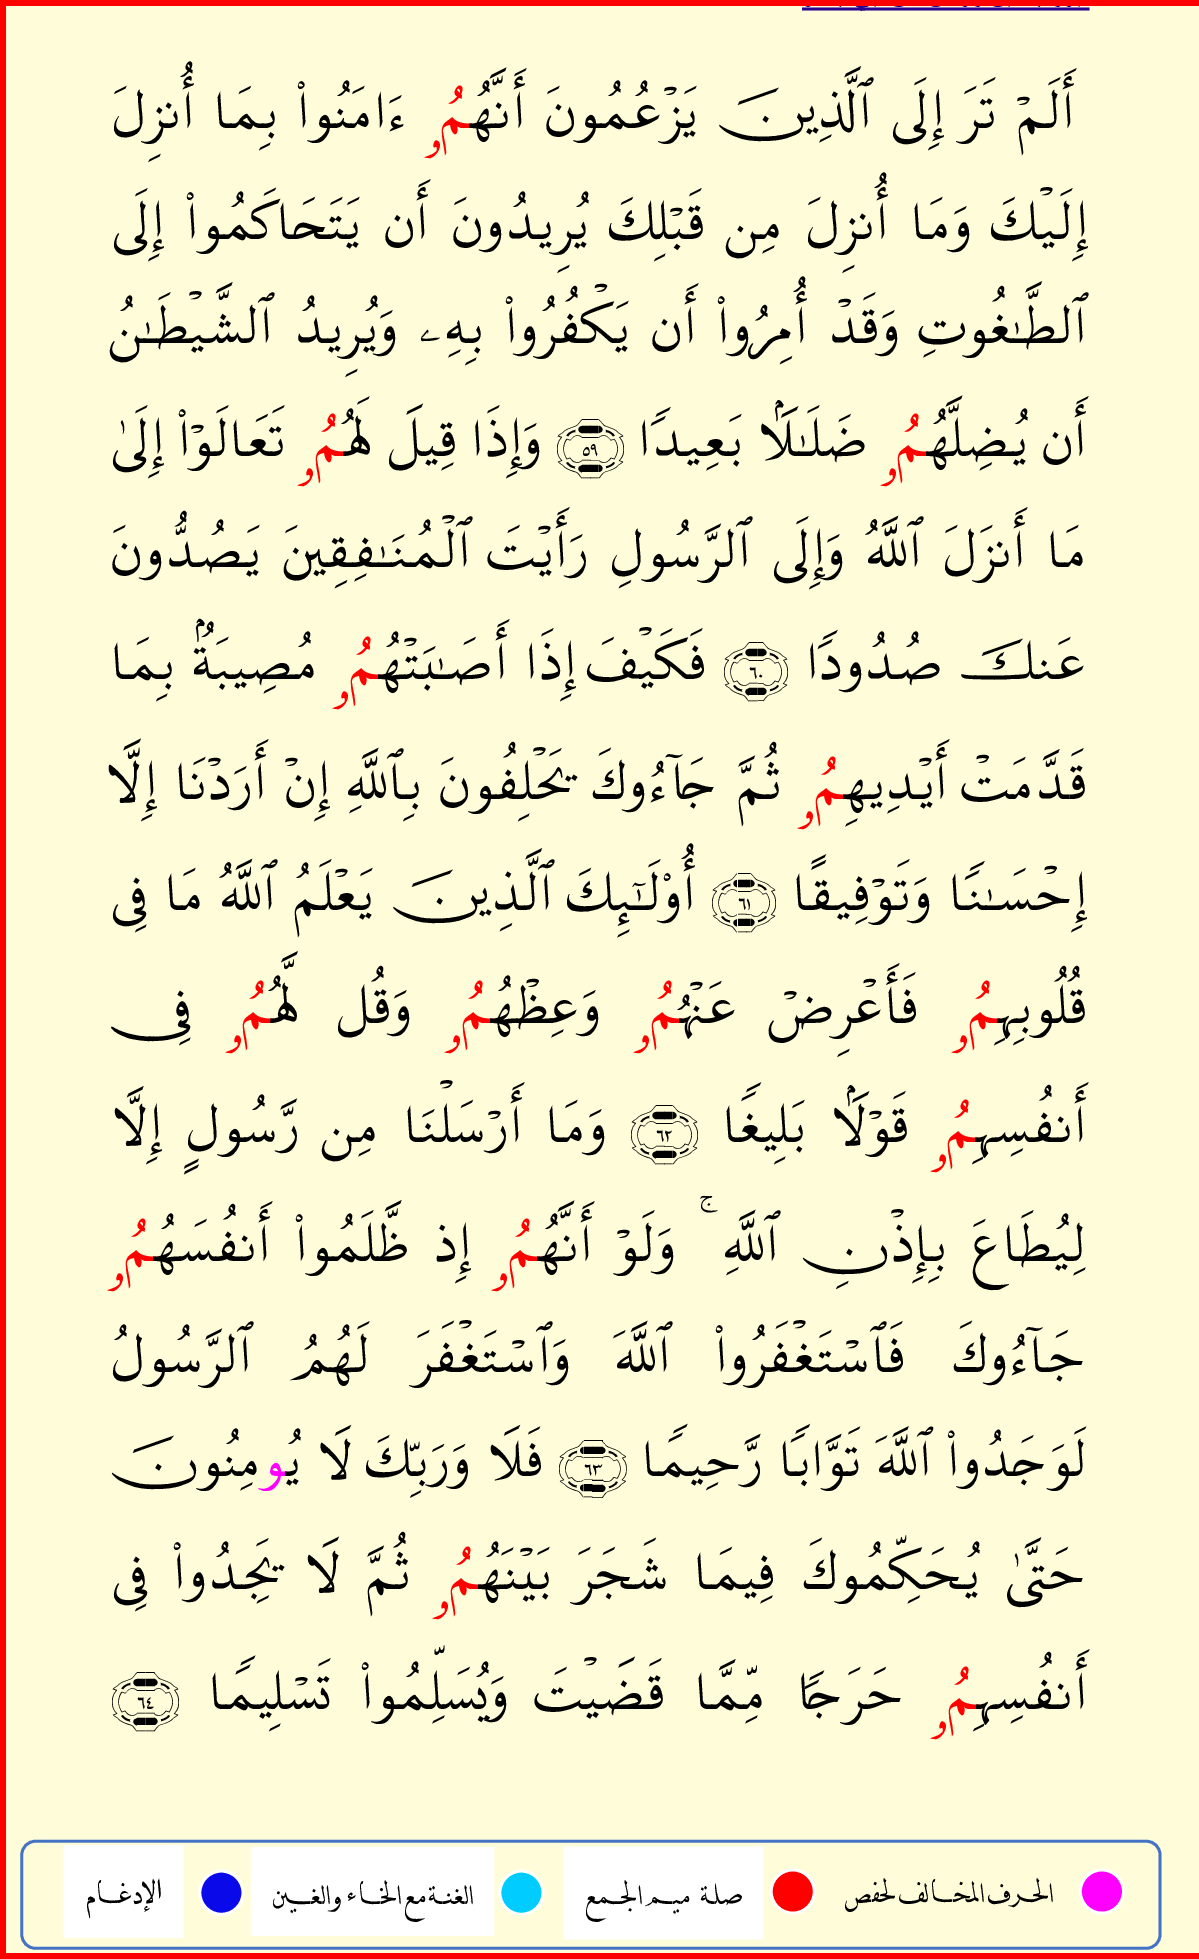 أَلَمۡ تَرَ إِلَى ٱلَّذِينَ يَزۡعُمُونَ أَنَّهُمُۥ ءَامَنُواْ بِمَا أُنزِلَ
إِلَيۡكَ وَمَا أُنزِلَ مِن قَبۡلِكَ يُرِيدُونَ أَن يَتَحَاكَمُواْ إِلَى
ٱلطَّٰغُوتِ وَقَدۡ أُمِرُواْ أَن يَكۡفُرُواْ بِهِۦ وَيُرِيدُ ٱلشَّيۡطَٰنُ
أَن يُضِلَّهُمُۥ ضَلَٰلَۢا بَعِيدٗا ٥٩ وَإِذَا قِيلَ لَهُمُۥ تَعَالَوۡاْ إِلَىٰ
مَا أَنزَلَ ٱللَّهُ وَإِلَى ٱلرَّسُولِ رَأَيۡتَ ٱلۡمُنَٰفِقِينَ يَصُدُّونَ
عَنكَ صُدُودٗا ٦٠ فَكَيۡفَ إِذَا أَصَٰبَتۡهُمُۥ مُصِيبَةُۢ بِمَا
قَدَّمَتۡ أَيۡدِيهِمُۥ ثُمَّ جَآءُوكَ يَحۡلِفُونَ بِٱللَّهِ إِنۡ أَرَدۡنَا إِلَّا
إِحۡسَٰنٗا وَتَوۡفِيقًا ٦١ أُوْلَٰٓئِكَ ٱلَّذِينَ يَعۡلَمُ ٱللَّهُ مَا فِى
قُلُوبِهِمُۥ فَأَعۡرِضۡ عَنۡهُمُۥ وَعِظۡهُمُۥ وَقُل لَّهُمُۥ فِى
أَنفُسِهِمُۥ قَوۡلَۢا بَلِيغٗا ٦٢ وَمَا أَرۡسَلۡنَا مِن رَّسُولٍ إِلَّا
لِيُطَاعَ بِإِذۡنِ ٱللَّهِ ۚ وَلَوۡ أَنَّهُمُۥ إِذ ظَّلَمُواْ أَنفُسَهُمُۥ
جَآءُوكَ فَٱسۡتَغۡفَرُواْ ٱللَّهَ وَٱسۡتَغۡفَرَ لَهُمُ ٱلرَّسُولُ
لَوَجَدُواْ ٱللَّهَ تَوَّابٗا رَّحِيمٗا ٦٣ فَلَا وَرَبِّكَ لَا يُومِنُونَ
حَتَّىٰ يُحَكِّمُوكَ فِيمَا شَجَرَ بَيۡنَهُمُۥ ثُمَّ لَا يَجِدُواْ فِى
أَنفُسِهِمُۥ حَرَجٗا مِّمَّا قَضَيۡتَ وَيُسَلِّمُواْ تَسۡلِيمٗا ٦٤
الحرف المخالف لحفص صلة ميم الجمع الغنة مع الخاء والغين الإدغام